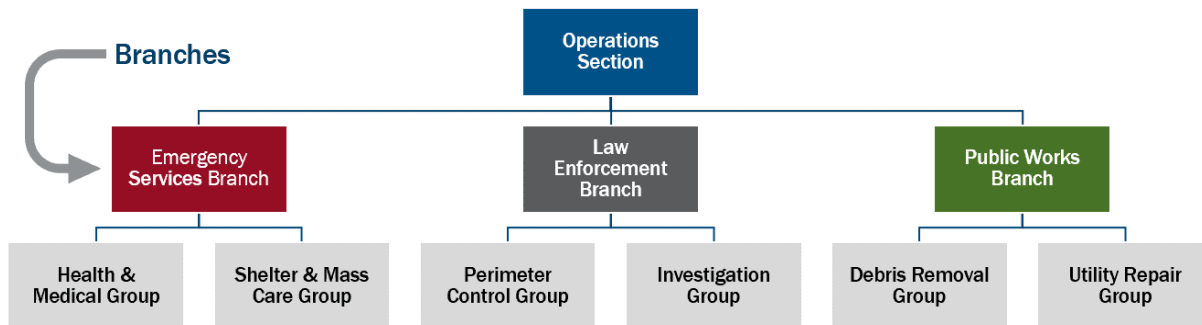 Branches
Operations
Section
Emergency
Services Branch
Law
Enforcement
Branch
Public Works
Branch
Health &
Medical Group
Shelter & Mass
Care Group
Perimeter
Control Group
Investigation
Group
Debris Removal
Group
Utility Repair
Group